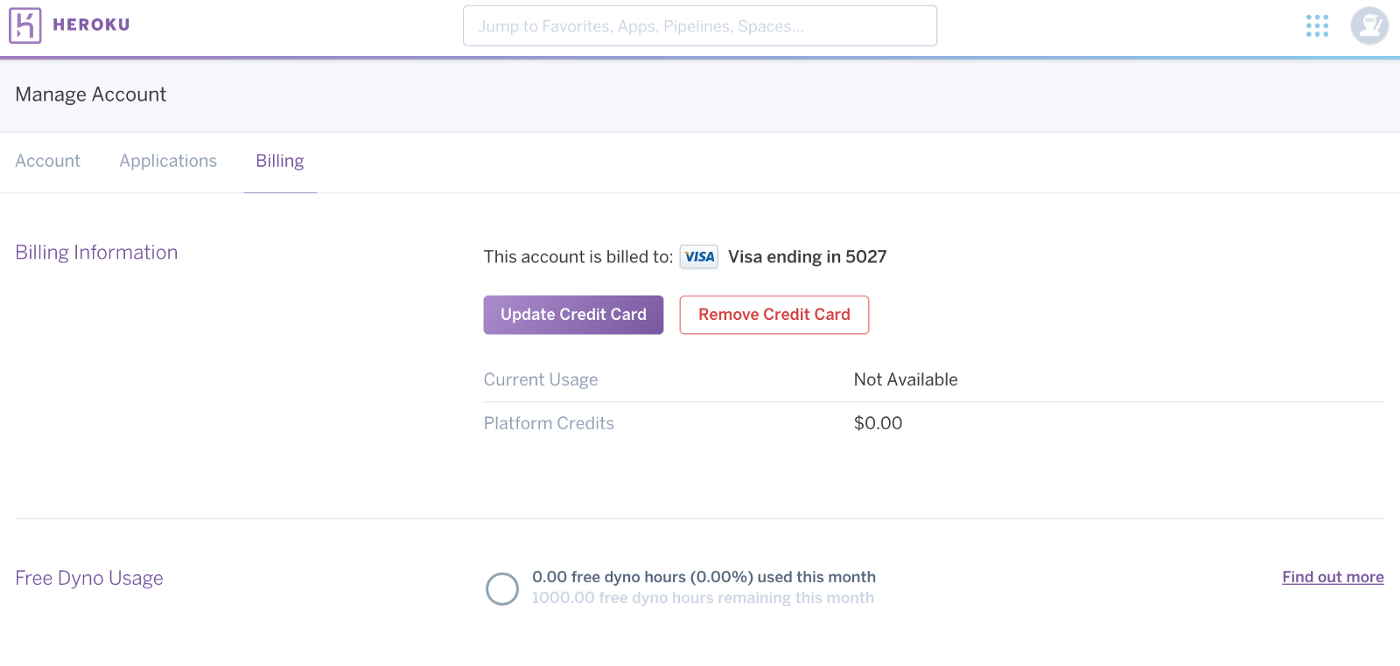 HEROKU
Jump to Favorites, Apps, Pipelines, Spaces...
Manage Account
Account Applications Billing
Billing Information
This account is billed to: VISA Visa ending in 5027
Update Credit Card Remove Credit Card
Current Usage Not Available
Platform Credits $0.00
Free Dyno Usage
0.00 free dyno hours (0.00%) used this month
1000.00 free dyno hours remaining this month
Find out more